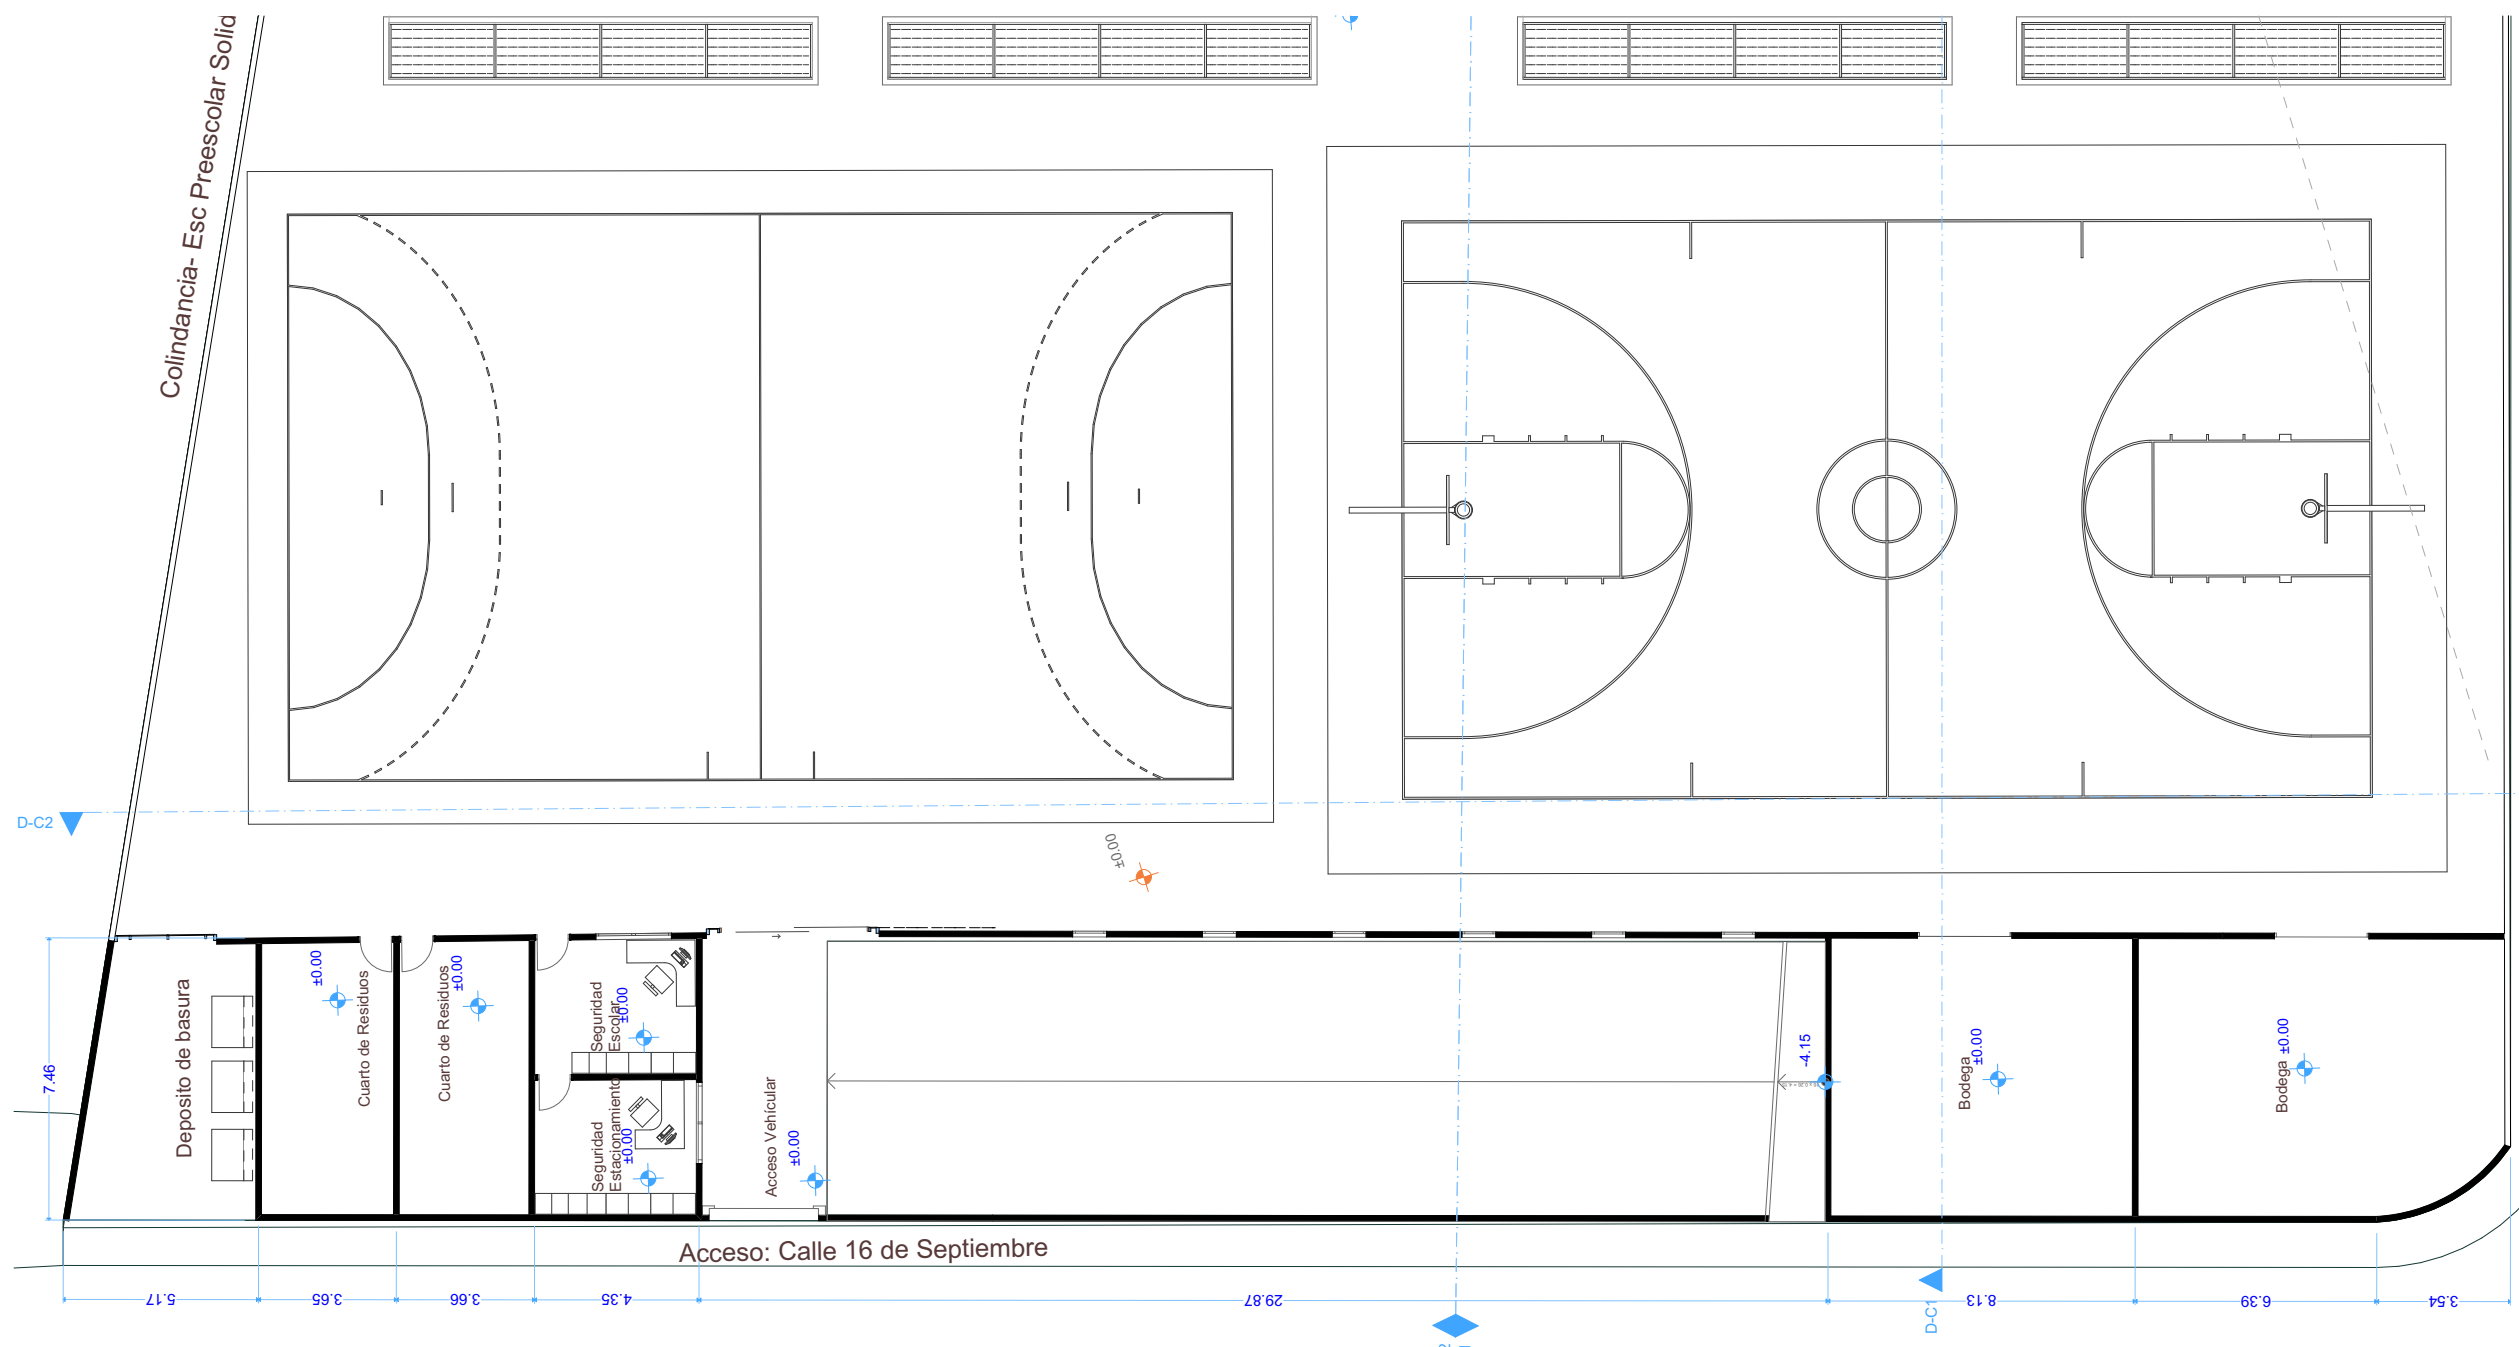 Colindancia- Esc Preescolar Solid
D-C2
±0.00
7.46
Deposito de basura
±0.00
Cuarto de Residuos
±0.00
Cuarto de Residuos
Seguridad
Escolar
±0.00
Seguridad
Estacionamiento
±0.00
Acceso Vehícular
±0.00
-4.15
Bodega
±0.00
Bodega
±0.00
Acceso: Calle 16 de Septiembre
5.17
3.65
3.66
4.35
29.87
8.13
6.39
3.54
D-C1